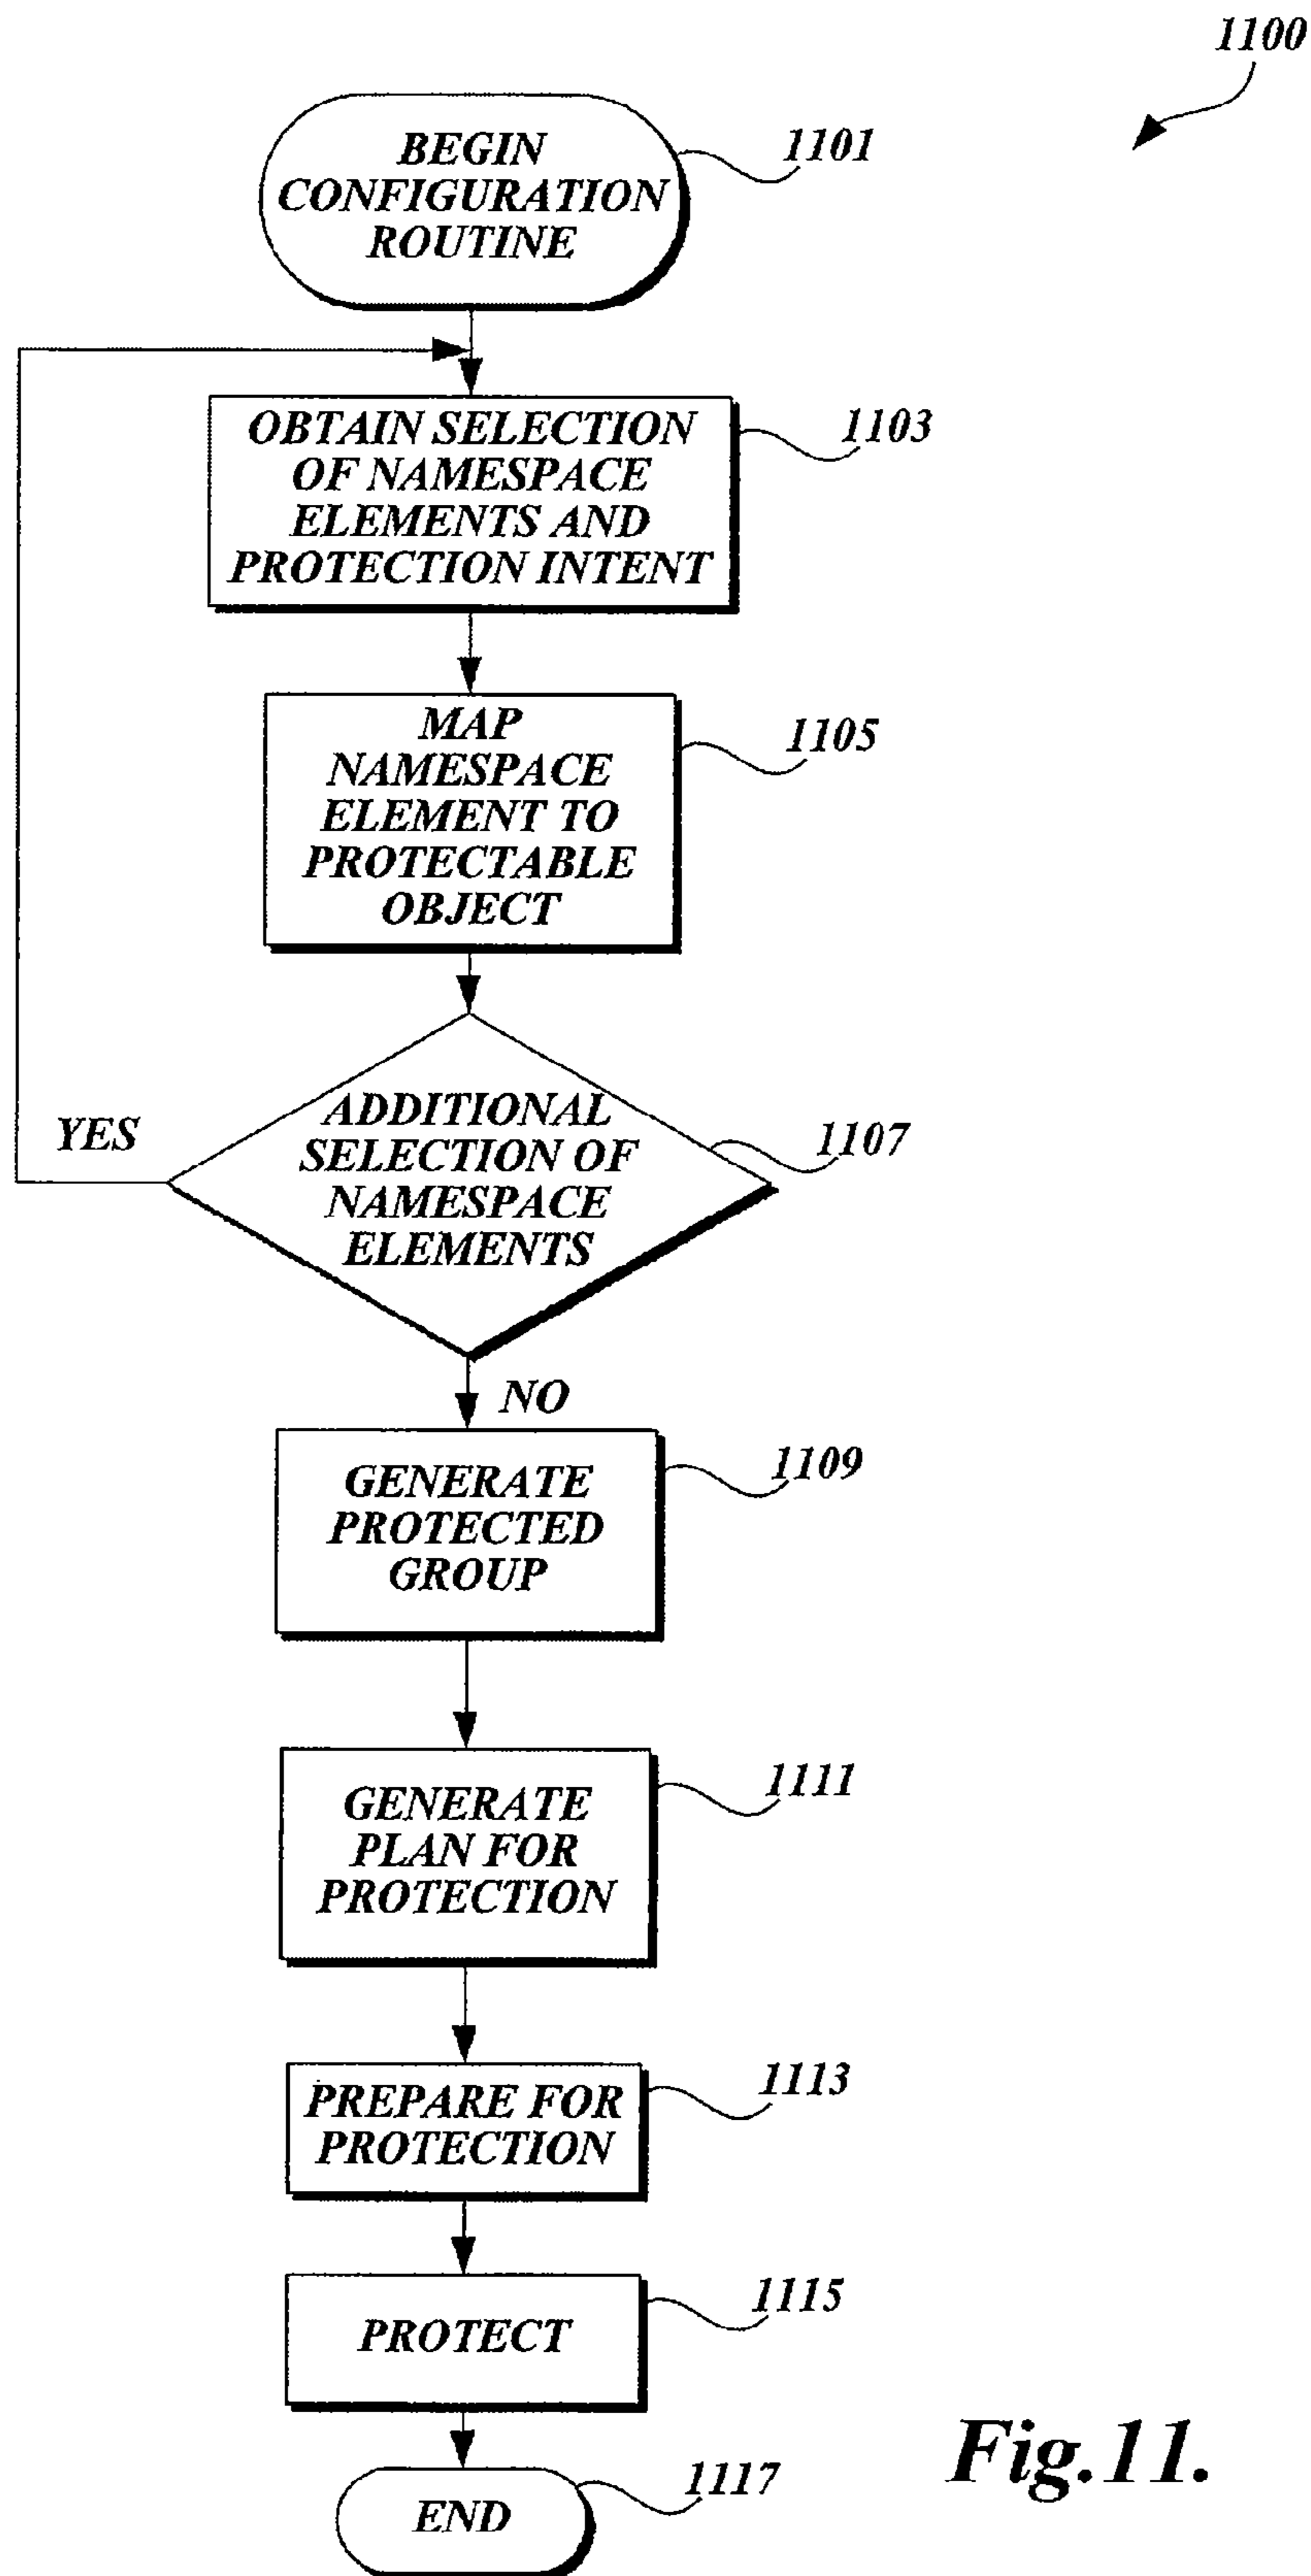 1100
BEGIN
CONFIGURATION
ROUTINE
1101
OBTAIN SELECTION
OF NAMESPACE
ELEMENTS AND
PROTECTION INTENT
1103
MAP
NAMESPACE
ELEMENT TO
PROTECTABLE
OBJECT
1105
ADDITIONAL
SELECTION OF
NAMESPACE
ELEMENTS
1107
YES
NO
GENERATE
PROTECTED
GROUP
1109
GENERATE
PLAN FOR
PROTECTION
1111
PREPARE FOR
PROTECTION
1113
PROTECT
1115
END
1117
Fig.11.